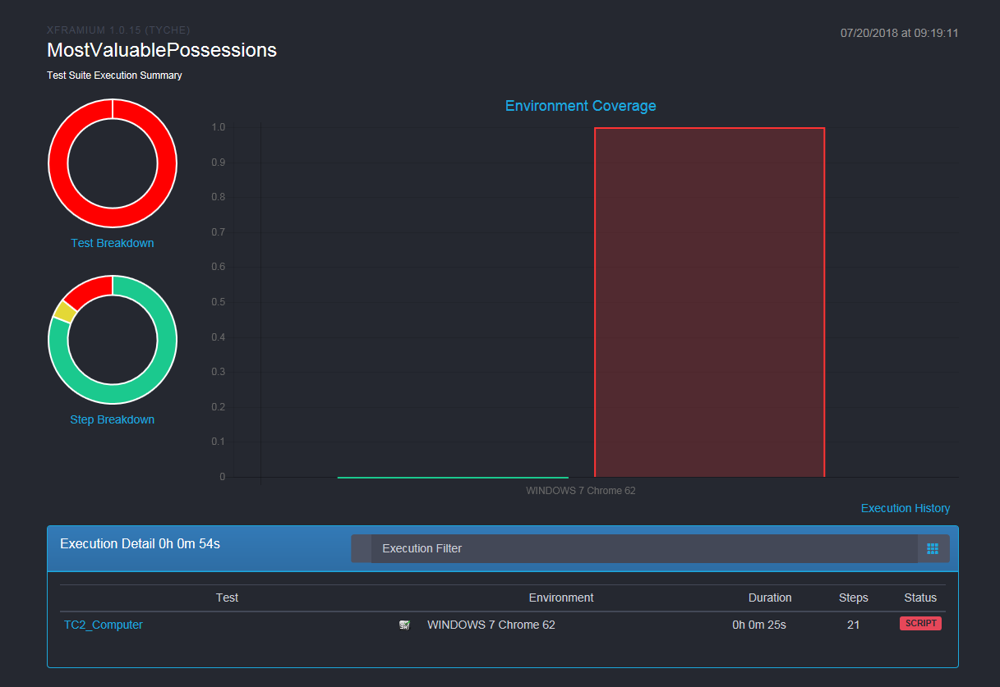 XFRAMIUM 1.0.15 (TYCHE)
MostValuablePossessions
07/20/2018 at 09:19:11
Test Suite Execution Summary
Test Breakdown
Step Breakdown
Environment Coverage
1.0
0.9
0.8
0.7
0.6
0.5
0.4
0.3
0.2
0.1
0
WINDOWS 7 Chrome 62
Execution History
Execution Detail 0h 0m 54s
Execution Filter
Test Environment Duration Steps Status
TC2_Computer WINDOWS 7 Chrome 62 0h 0m 25s 21 SCRIPT